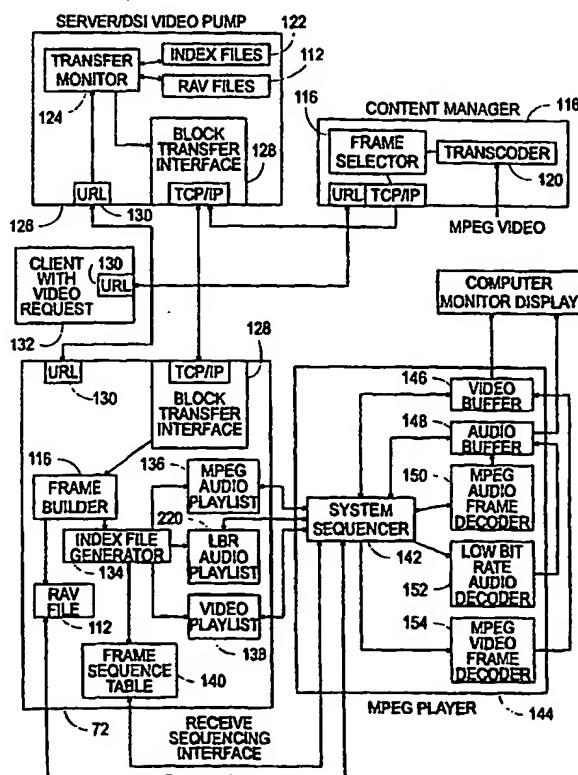 SERVER/DSI VIDEO PUMP
122
INDEX FILES
TRANSFER
MONITOR
112
RAV FILES
124
CONTENT MANAGER
116
116
BLOCK
TRANSFER
INTERFACE
128
FRAME
SELECTOR
TRANSCODER
URL
TCP/IP
URL
TCP/IP
120
126
130
MPEG VIDEO
CLIENT
WITH
VIDEO
REQUEST
130
URL
132
COMPUTER
MONITOR DISPLAY
128
URL
TCP/IP
130
BLOCK
TRANSFER
INTERFACE
146
VIDEO
BUFFER
148
AUDIO
BUFFER
136
MPEG
AUDIO
PLAYLIST
150
MPEG
AUDIO
FRAME
DECODER
116
FRAME
BUILDER
220
LBR
AUDIO
PLAYLIST
SYSTEM
SEQUENCER
142
INDEX FILE
GENERATOR
134
LOW BIT
RATE
AUDIO
DECODER
152
RAV
FILE
112
VIDEO
PLAYLIST
138
154
MPEG
VIDEO
FRAME
DECODER
FRAME
SEQUENCE
TABLE
140
72
RECEIVE
SEQUENCING
INTERFACE
MPEG PLAYER
144